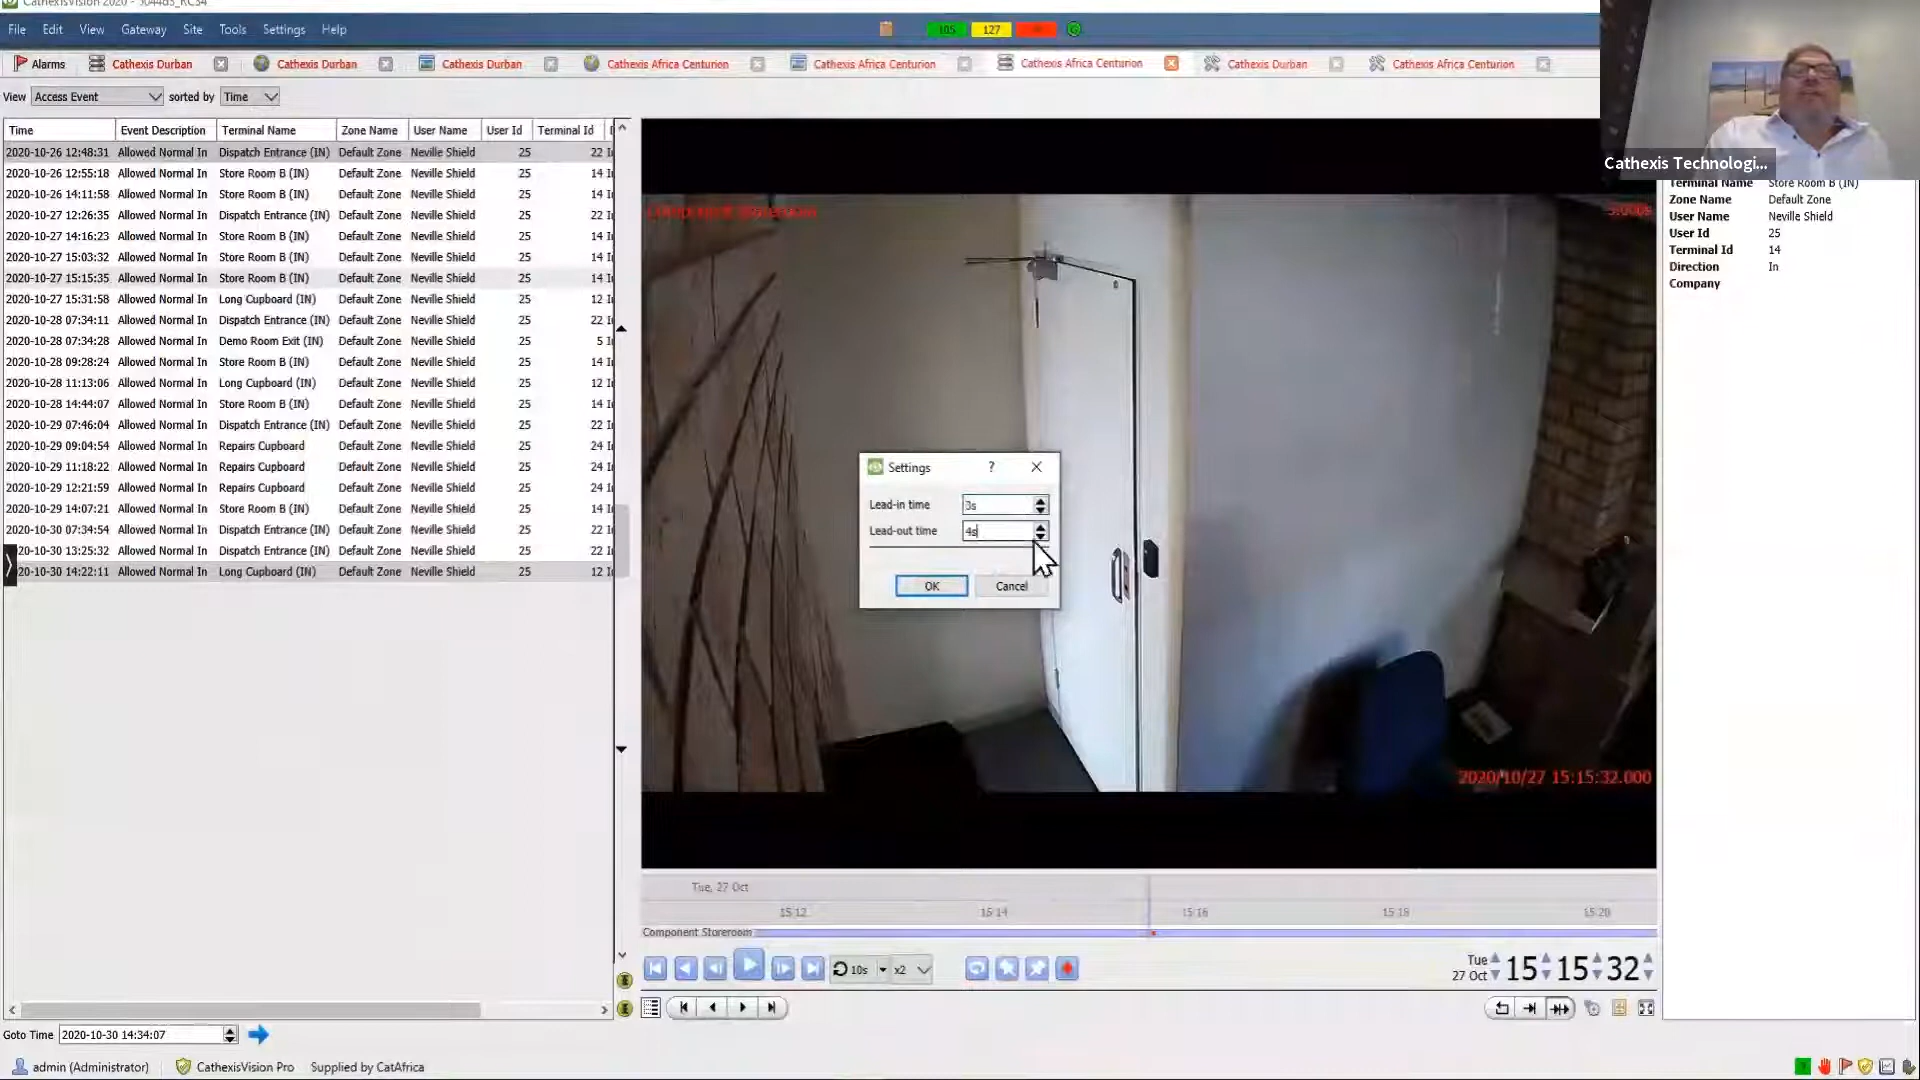 CathexisVision 2020 - 5044d5_RC34
File Edit View Gateway Site Tools Settings Help
105 127
Alarms Cathexis Durban Cathexis Durban Cathexis Durban Cathexis Africa Centurion Cathexis Africa Centurion Cathexis Africa Centurion Cathexis Durban Cathexis Africa Centurion
View Access Event sorted by Time
Time Event Description Terminal Name Zone Name User Name User Id Terminal Id
2020-10-26 12:48:31 Allowed Normal In Dispatch Entrance (IN) Default Zone Neville Shield 25 22
2020-10-26 12:55:18 Allowed Normal In Store Room B (IN) Default Zone Neville Shield 25 14
2020-10-26 14:11:58 Allowed Normal In Store Room B (IN) Default Zone Neville Shield 25 14
2020-10-27 12:26:35 Allowed Normal In Dispatch Entrance (IN) Default Zone Neville Shield 25 22
2020-10-27 14:16:23 Allowed Normal In Store Room B (IN) Default Zone Neville Shield 25 14
2020-10-27 15:03:32 Allowed Normal In Store Room B (IN) Default Zone Neville Shield 25 14
2020-10-27 15:15:35 Allowed Normal In Store Room B (IN) Default Zone Neville Shield 25 14
2020-10-27 15:31:58 Allowed Normal In Long Cupboard (IN) Default Zone Neville Shield 25 12
2020-10-28 07:34:11 Allowed Normal In Dispatch Entrance (IN) Default Zone Neville Shield 25 22
2020-10-28 07:34:28 Allowed Normal In Demo Room Exit (IN) Default Zone Neville Shield 25 5
2020-10-28 09:28:24 Allowed Normal In Store Room B (IN) Default Zone Neville Shield 25 14
2020-10-28 11:13:06 Allowed Normal In Long Cupboard (IN) Default Zone Neville Shield 25 12
2020-10-28 14:44:07 Allowed Normal In Store Room B (IN) Default Zone Neville Shield 25 14
2020-10-29 07:46:04 Allowed Normal In Dispatch Entrance (IN) Default Zone Neville Shield 25 22
2020-10-29 09:04:54 Allowed Normal In Repairs Cupboard Default Zone Neville Shield 25 24
2020-10-29 11:18:22 Allowed Normal In Repairs Cupboard Default Zone Neville Shield 25 24
2020-10-29 12:21:59 Allowed Normal In Repairs Cupboard Default Zone Neville Shield 25 24
2020-10-29 14:07:21 Allowed Normal In Store Room B (IN) Default Zone Neville Shield 25 14
2020-10-30 07:34:54 Allowed Normal In Dispatch Entrance (IN) Default Zone Neville Shield 25 22
20-10-30 13:25:32 Allowed Normal In Dispatch Entrance (IN) Default Zone Neville Shield 25 22
20-10-30 14:22:11 Allowed Normal In Long Cupboard (IN) Default Zone Neville Shield 25 12
Goto Time 2020-10-30 14:34:07
admin (Administrator) CathexisVision Pro Supplied by CatAfrica
Component Storeroom
Settings ?
Lead-in time 3s
Lead-out time 4s
OK Cancel
2020/10/27 15:15:32.000
Tue, 27 Oct
15:12 15:14 15:16 15:18 15:20
Component Storeroom
10s x2
Tue 27 Oct 15 15 32
Cathexis Technologi...
Terminal Name Store Room B (IN)
Zone Name Default Zone
User Name Neville Shield
User Id 25
Terminal Id 14
Direction In
Company